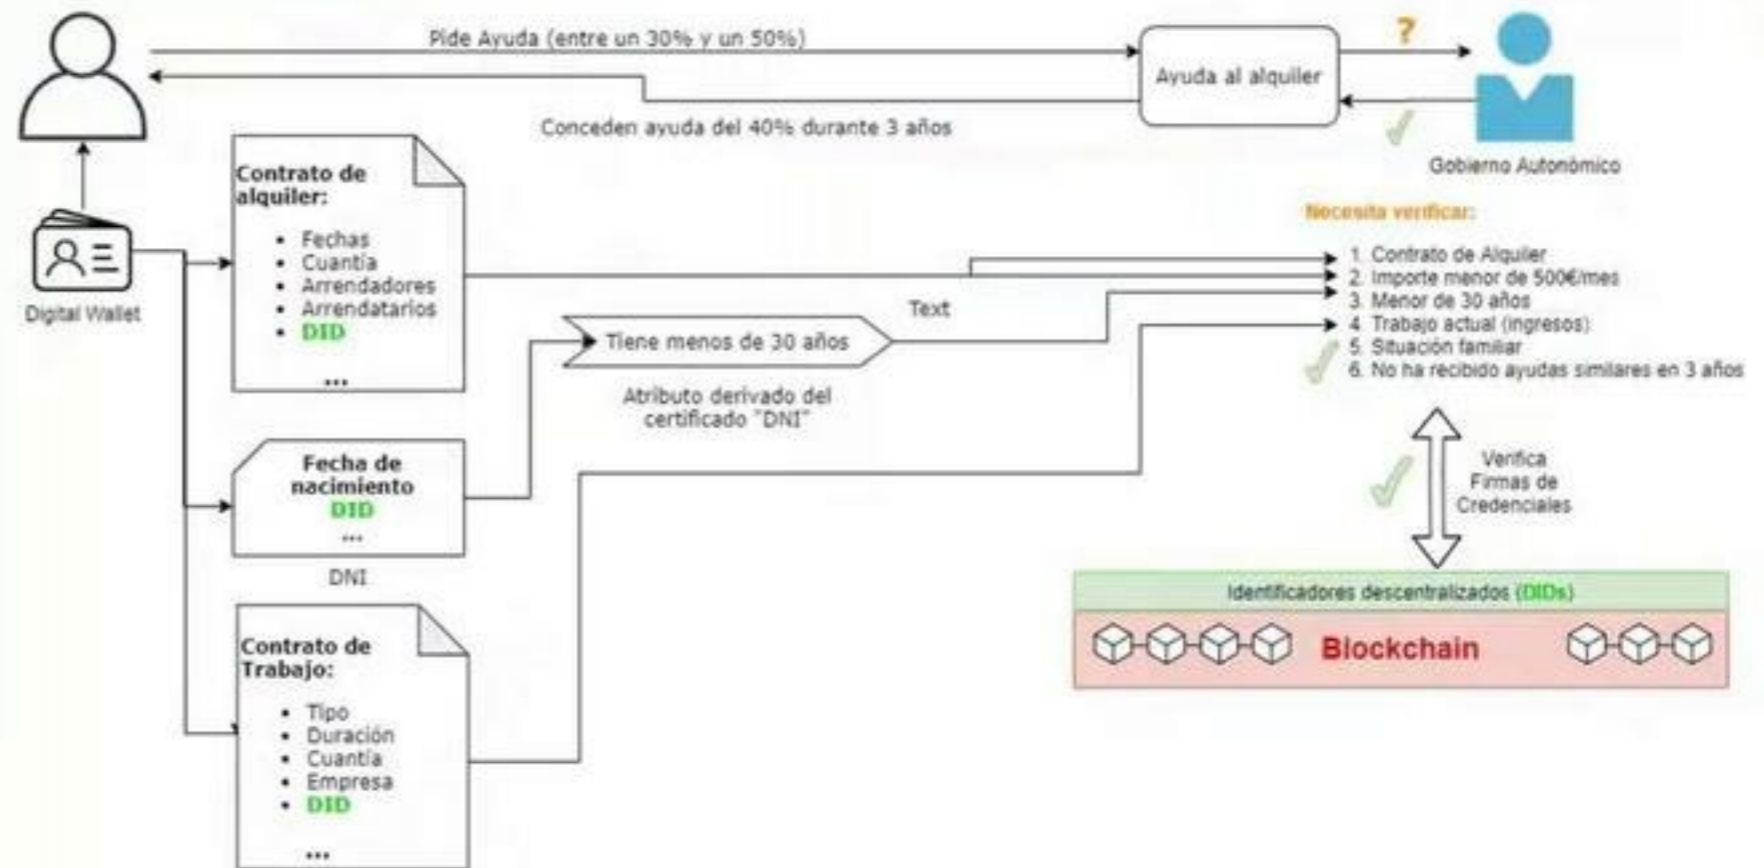 Pide Ayuda (entre un 30% y un 50%)
?
Ayuda al alquiler
Conceden ayuda del 40% durante 3 años
Gobierno Autonómico
Digital Wallet
Contrato de
alquiler:
• Fechas
• Cuantía
• Arrendadores
• Arrendatarios
• DID
...
Necesita verificar:
1. Contrato de Alquiler
2. Importe menor de 500€/mes
3. Menor de 30 años
4. Trabajo actual (ingresos)
5. Situación familiar
6. No ha recibido ayudas similares en 3 años
Text
Tiene menos de 30 años
Atributo derivado del
certificado "DNI"
Fecha de
nacimiento
DID
...
DNI
Verifica
Firmas de
Credenciales
Identificadores descentralizados (DIDs)
Blockchain
Contrato de
Trabajo:
• Tipo
• Duración
• Cuantía
• Empresa
• DID
...